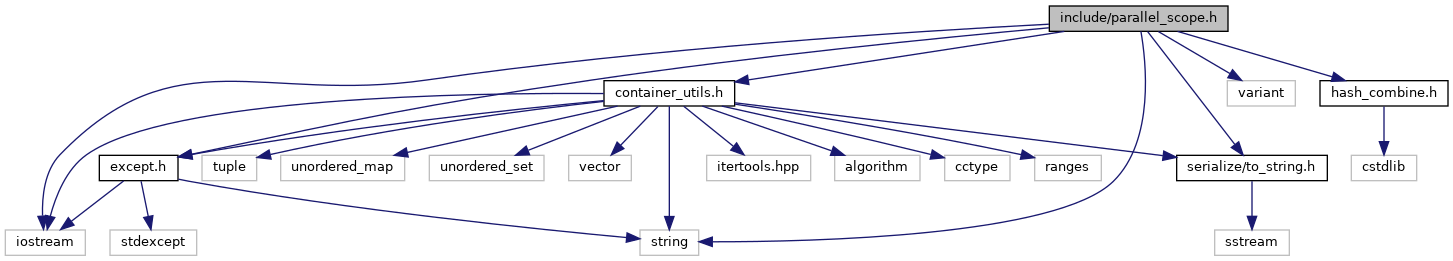 include/parallel_scope.h
container_utils.h
variant
hash_combine.h
except.h
tuple
unordered_map
unordered_set
vector
itertools.hpp
algorithm
cctype
ranges
serialize/to_string.h
cstdlib
iostream
stdexcept
string
sstream